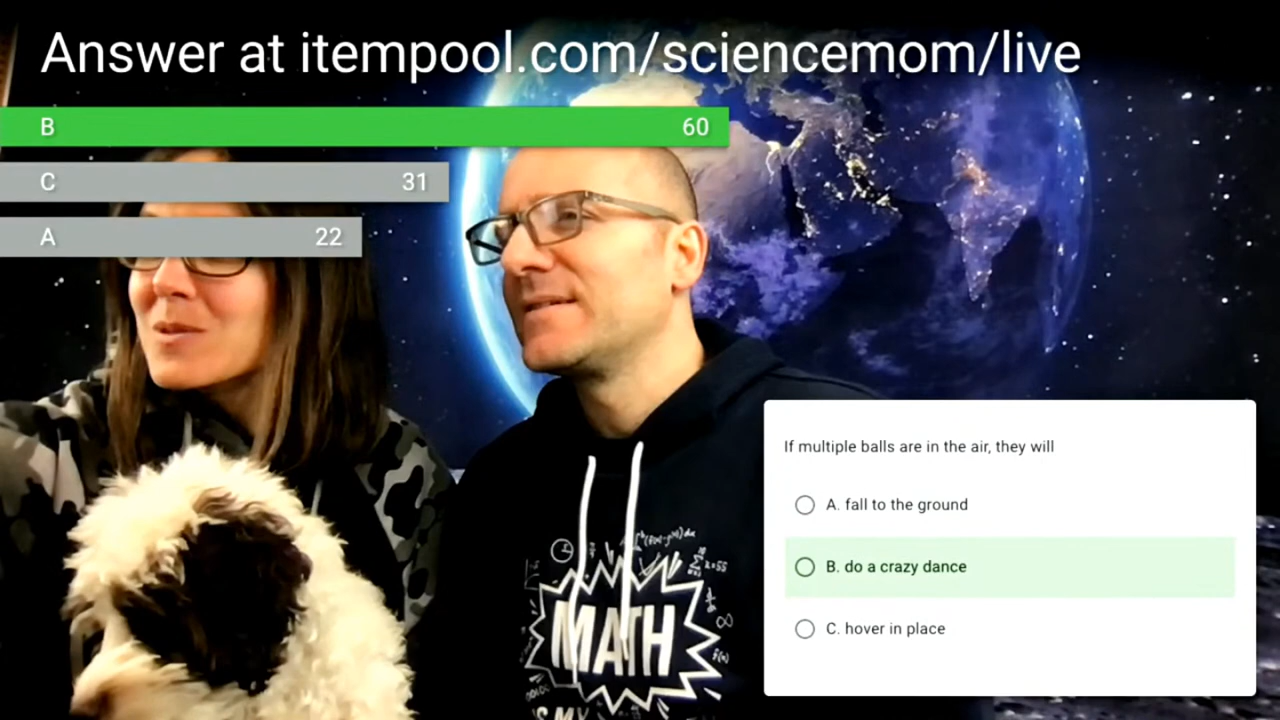 Answer at itempool.com/sciencemom/live
B 60
C 31
A 22
If multiple balls are in the air, they will
A. fall to the ground
B. do a crazy dance
C. hover in place
MATH